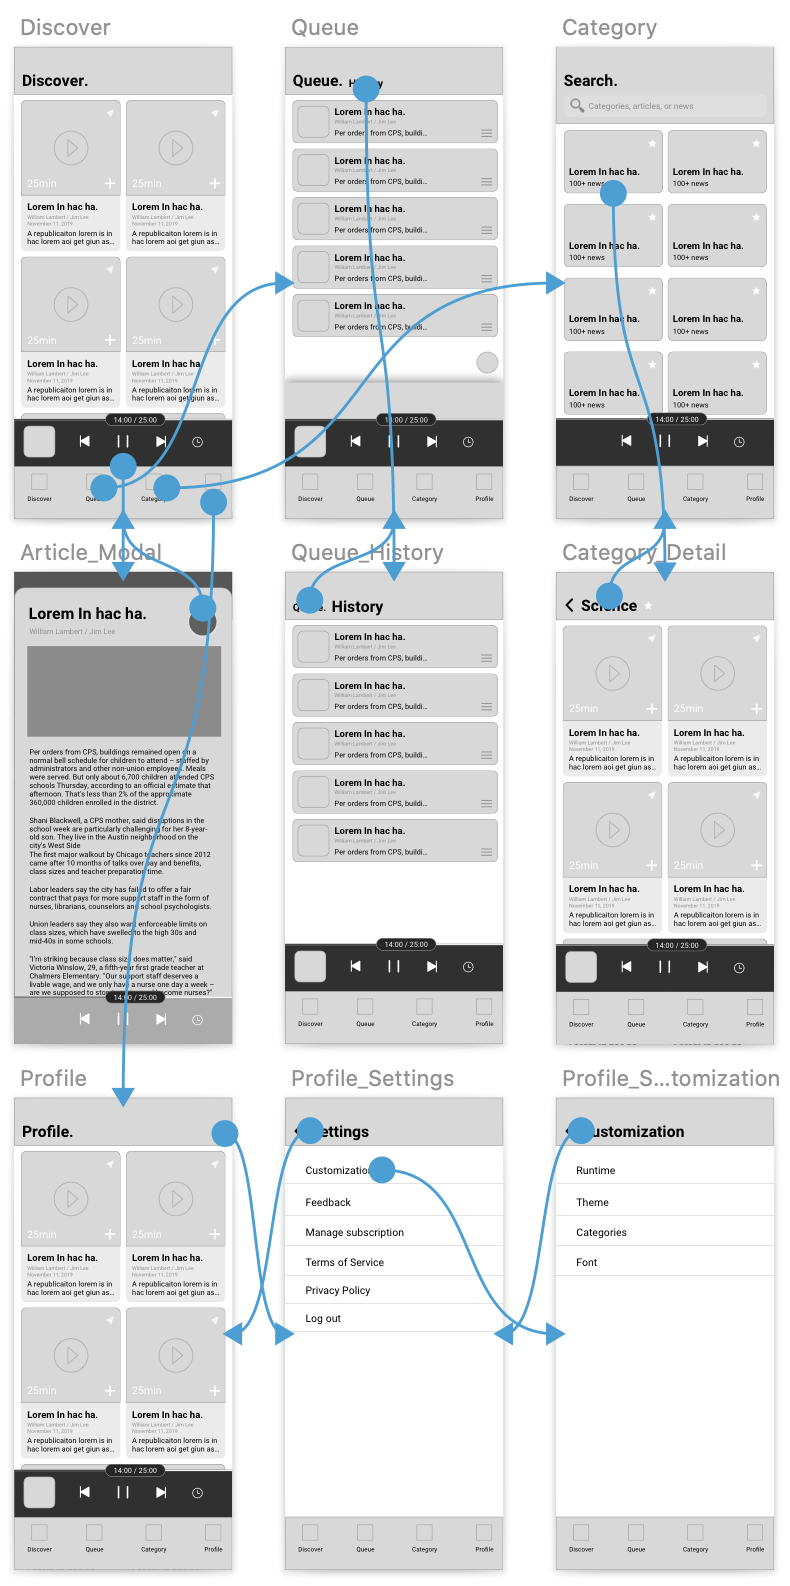 Discover
Queue
Category
Discover.
25min
Lorem In hac ha.
William Lambert / Jim Lee
November 11, 2019
A republicaiton lorem is in
hac lorem aoi get giun as...
Lorem In hac ha.
William Lambert / Jim Lee
November 11, 2019
A republicaiton lorem is in
hac lorem aoi get giun as...
25min
Lorem In hac ha.
William Lambert / Jim Lee
November 11, 2019
A republicaiton lorem is in
hac lorem aoi get giun as...
Lorem In hac ha.
William Lambert / Jim Lee
November 11, 2019
A republicaiton lorem is in
hac lorem aoi get giun as...
14:00 / 25:00
Discover
Queue. History
Lorem In hac ha.
William Lambert / Jim Lee
Per orders from CPS, buildi...
Lorem In hac ha.
William Lambert / Jim Lee
Per orders from CPS, buildi...
Lorem In hac ha.
William Lambert / Jim Lee
Per orders from CPS, buildi...
Lorem In hac ha.
William Lambert / Jim Lee
Per orders from CPS, buildi...
Lorem In hac ha.
William Lambert / Jim Lee
Per orders from CPS, buildi...
14:00 / 25:00
Discover Queue Category Profile
Search.
Categories, articles, or news
Lorem In hac ha. Lorem In hac ha.
100+ news 100+ news
Lorem In hac ha. Lorem In hac ha.
100+ news 100+ news
Lorem In hac ha. Lorem In hac ha.
100+ news 100+ news
Lorem In hac ha. Lorem In hac ha.
100+ news 100+ news
14:00 / 25:00
Discover Queue Category Profile
Article_Modal
Queue_History
Category_Detail
Lorem In hac ha.
William Lambert / Jim Lee
Per orders from CPS, buildings remained open on a
normal bell schedule for children to attend – staffed by
administrators and other non-union employees. Meals
were served. But only about 6,700 children attended CPS
schools Thursday, according to an official estimate that
afternoon. That's less than 2% of the approximate
360,000 children enrolled in the district.
Shani Blackwell, a CPS mother, said disruptions in the
school week are particularly challenging for her 8-year-
old son. They live in the Austin neighborhood on the
city's West Side
The first major walkout by Chicago teachers since 2012
came after 10 months of talks over pay and benefits,
class sizes and teacher preparation time.
Labor leaders say the city has failed to offer a fair
contract that pays for more support staff in the form of
nurses, librarians, counselors and school psychologists.
Union leaders say they also want enforceable limits on
class sizes, which have swelled to the high 30s and
mid-40s in some schools.
"I'm striking because class size does matter," said
Victoria Winslow, 29, a fifth-year first grade teacher at
Chalmers Elementary. "Our support staff deserves a
livable wage, and we only have a nurse one day a week –
are we supposed to stop and become nurses?"
14:00 / 25:00
History
Lorem In hac ha.
William Lambert / Jim Lee
Per orders from CPS, buildi...
Lorem In hac ha.
William Lambert / Jim Lee
Per orders from CPS, buildi...
Lorem In hac ha.
William Lambert / Jim Lee
Per orders from CPS, buildi...
Lorem In hac ha.
William Lambert / Jim Lee
Per orders from CPS, buildi...
Lorem In hac ha.
William Lambert / Jim Lee
Per orders from CPS, buildi...
14:00 / 25:00
Discover Queue Category Profile
Science
25min 25min
Lorem In hac ha. Lorem In hac ha.
William Lambert / Jim Lee William Lambert / Jim Lee
November 11, 2019 November 11, 2019
A republicaiton lorem is in A republicaiton lorem is in
hac lorem aoi get giun as... hac lorem aoi get giun as...
25min 25min
Lorem In hac ha. Lorem In hac ha.
William Lambert / Jim Lee William Lambert / Jim Lee
November 11, 2019 November 11, 2019
A republicaiton lorem is in A republicaiton lorem is in
hac lorem aoi get giun as... hac lorem aoi get giun as...
14:00 / 25:00
Discover Queue Category Profile
Profile
Profile_Settings
Profile_S...tomization
Profile.
25min
Lorem In hac ha. Lorem In hac ha.
William Lambert / Jim Lee William Lambert / Jim Lee
November 11, 2019 November 11, 2019
A republicaiton lorem is in A republicaiton lorem is in
hac lorem aoi get giun as... hac lorem aoi get giun as...
25min
Lorem In hac ha. Lorem In hac ha.
William Lambert / Jim Lee William Lambert / Jim Lee
November 11, 2019 November 11, 2019
A republicaiton lorem is in A republicaiton lorem is in
hac lorem aoi get giun as... hac lorem aoi get giun as...
14:00 / 25:00
Discover Queue Category Profile
Settings
Customization
Feedback
Manage subscription
Terms of Service
Privacy Policy
Log out
Discover Queue Category Profile
Customization
Runtime
Theme
Categories
Font
Discover Queue Category Profile